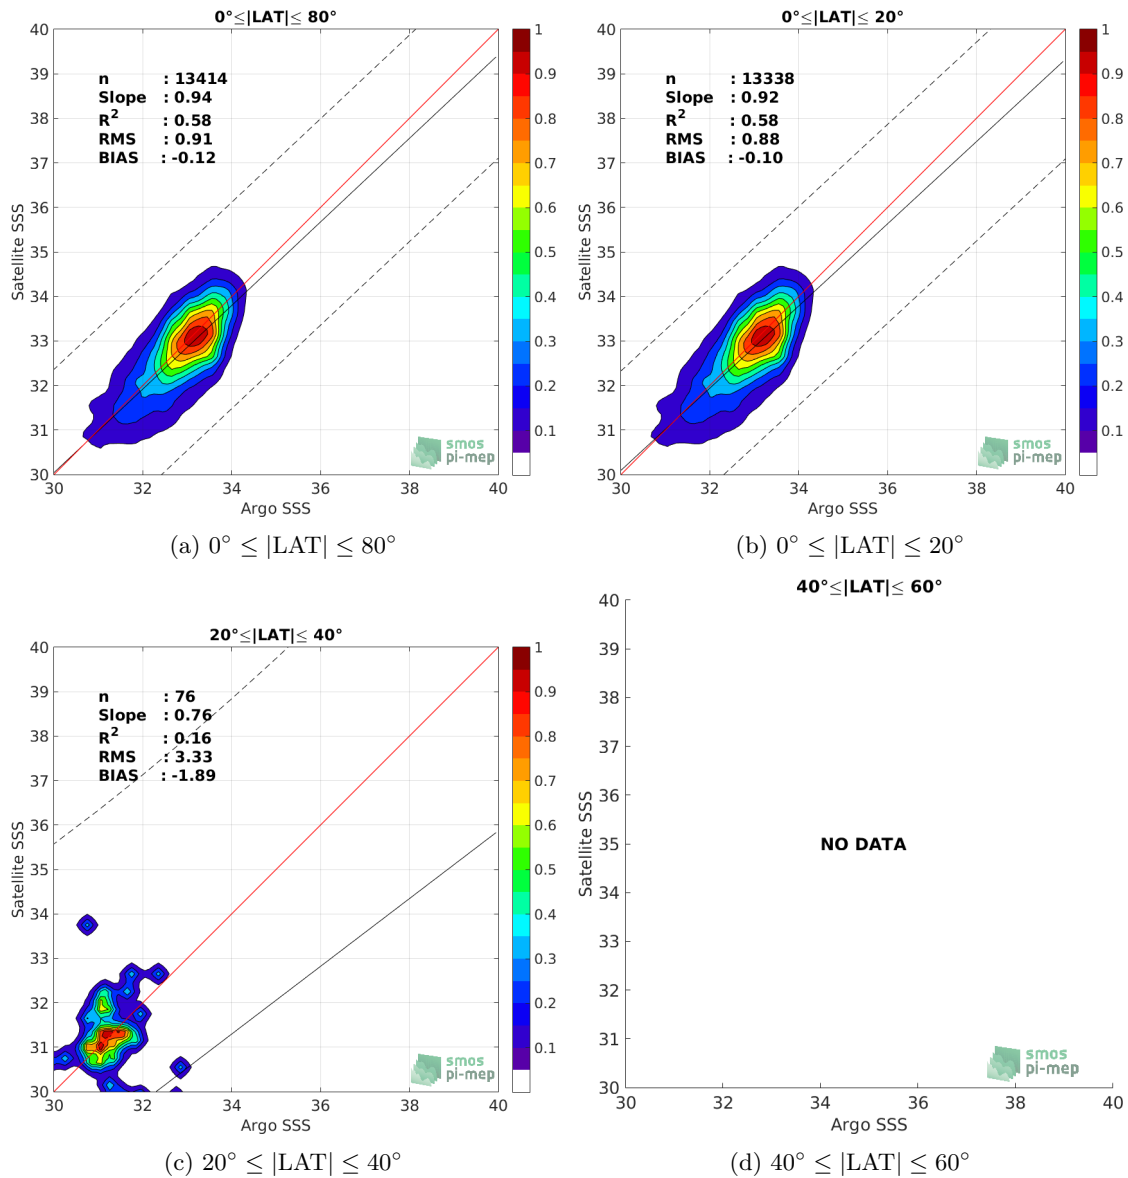 0°≤|LAT|≤ 80°
40
39
38
37
36
35
34
33
32
31
30
Satellite SSS
n : 13414
Slope : 0.94
R2 : 0.58
RMS : 0.91
BIAS : -0.12
smos
pi-mep
30 32 34 36 38 40
Argo SSS
1
0.9
0.8
0.7
0.6
0.5
0.4
0.3
0.2
0.1
(a) 0° ≤ |LAT| ≤ 80°
0°≤|LAT|≤ 20°
40
39
38
37
36
35
34
33
32
31
30
Satellite SSS
n : 13338
Slope : 0.92
R2 : 0.58
RMS : 0.88
BIAS : -0.10
smos
pi-mep
30 32 34 36 38 40
Argo SSS
1
0.9
0.8
0.7
0.6
0.5
0.4
0.3
0.2
0.1
(b) 0° ≤ |LAT| ≤ 20°
20°≤|LAT|≤ 40°
40
39
38
37
36
35
34
33
32
31
30
Satellite SSS
n : 76
Slope : 0.76
R2 : 0.16
RMS : 3.33
BIAS : -1.89
smos
pi-mep
30 32 34 36 38 40
Argo SSS
1
0.9
0.8
0.7
0.6
0.5
0.4
0.3
0.2
0.1
(c) 20° ≤ |LAT| ≤ 40°
40°≤|LAT|≤ 60°
40
39
38
37
36
35
34
33
32
31
30
Satellite SSS
NO DATA
smos
pi-mep
30 32 34 36 38 40
Argo SSS
(d) 40° ≤ |LAT| ≤ 60°